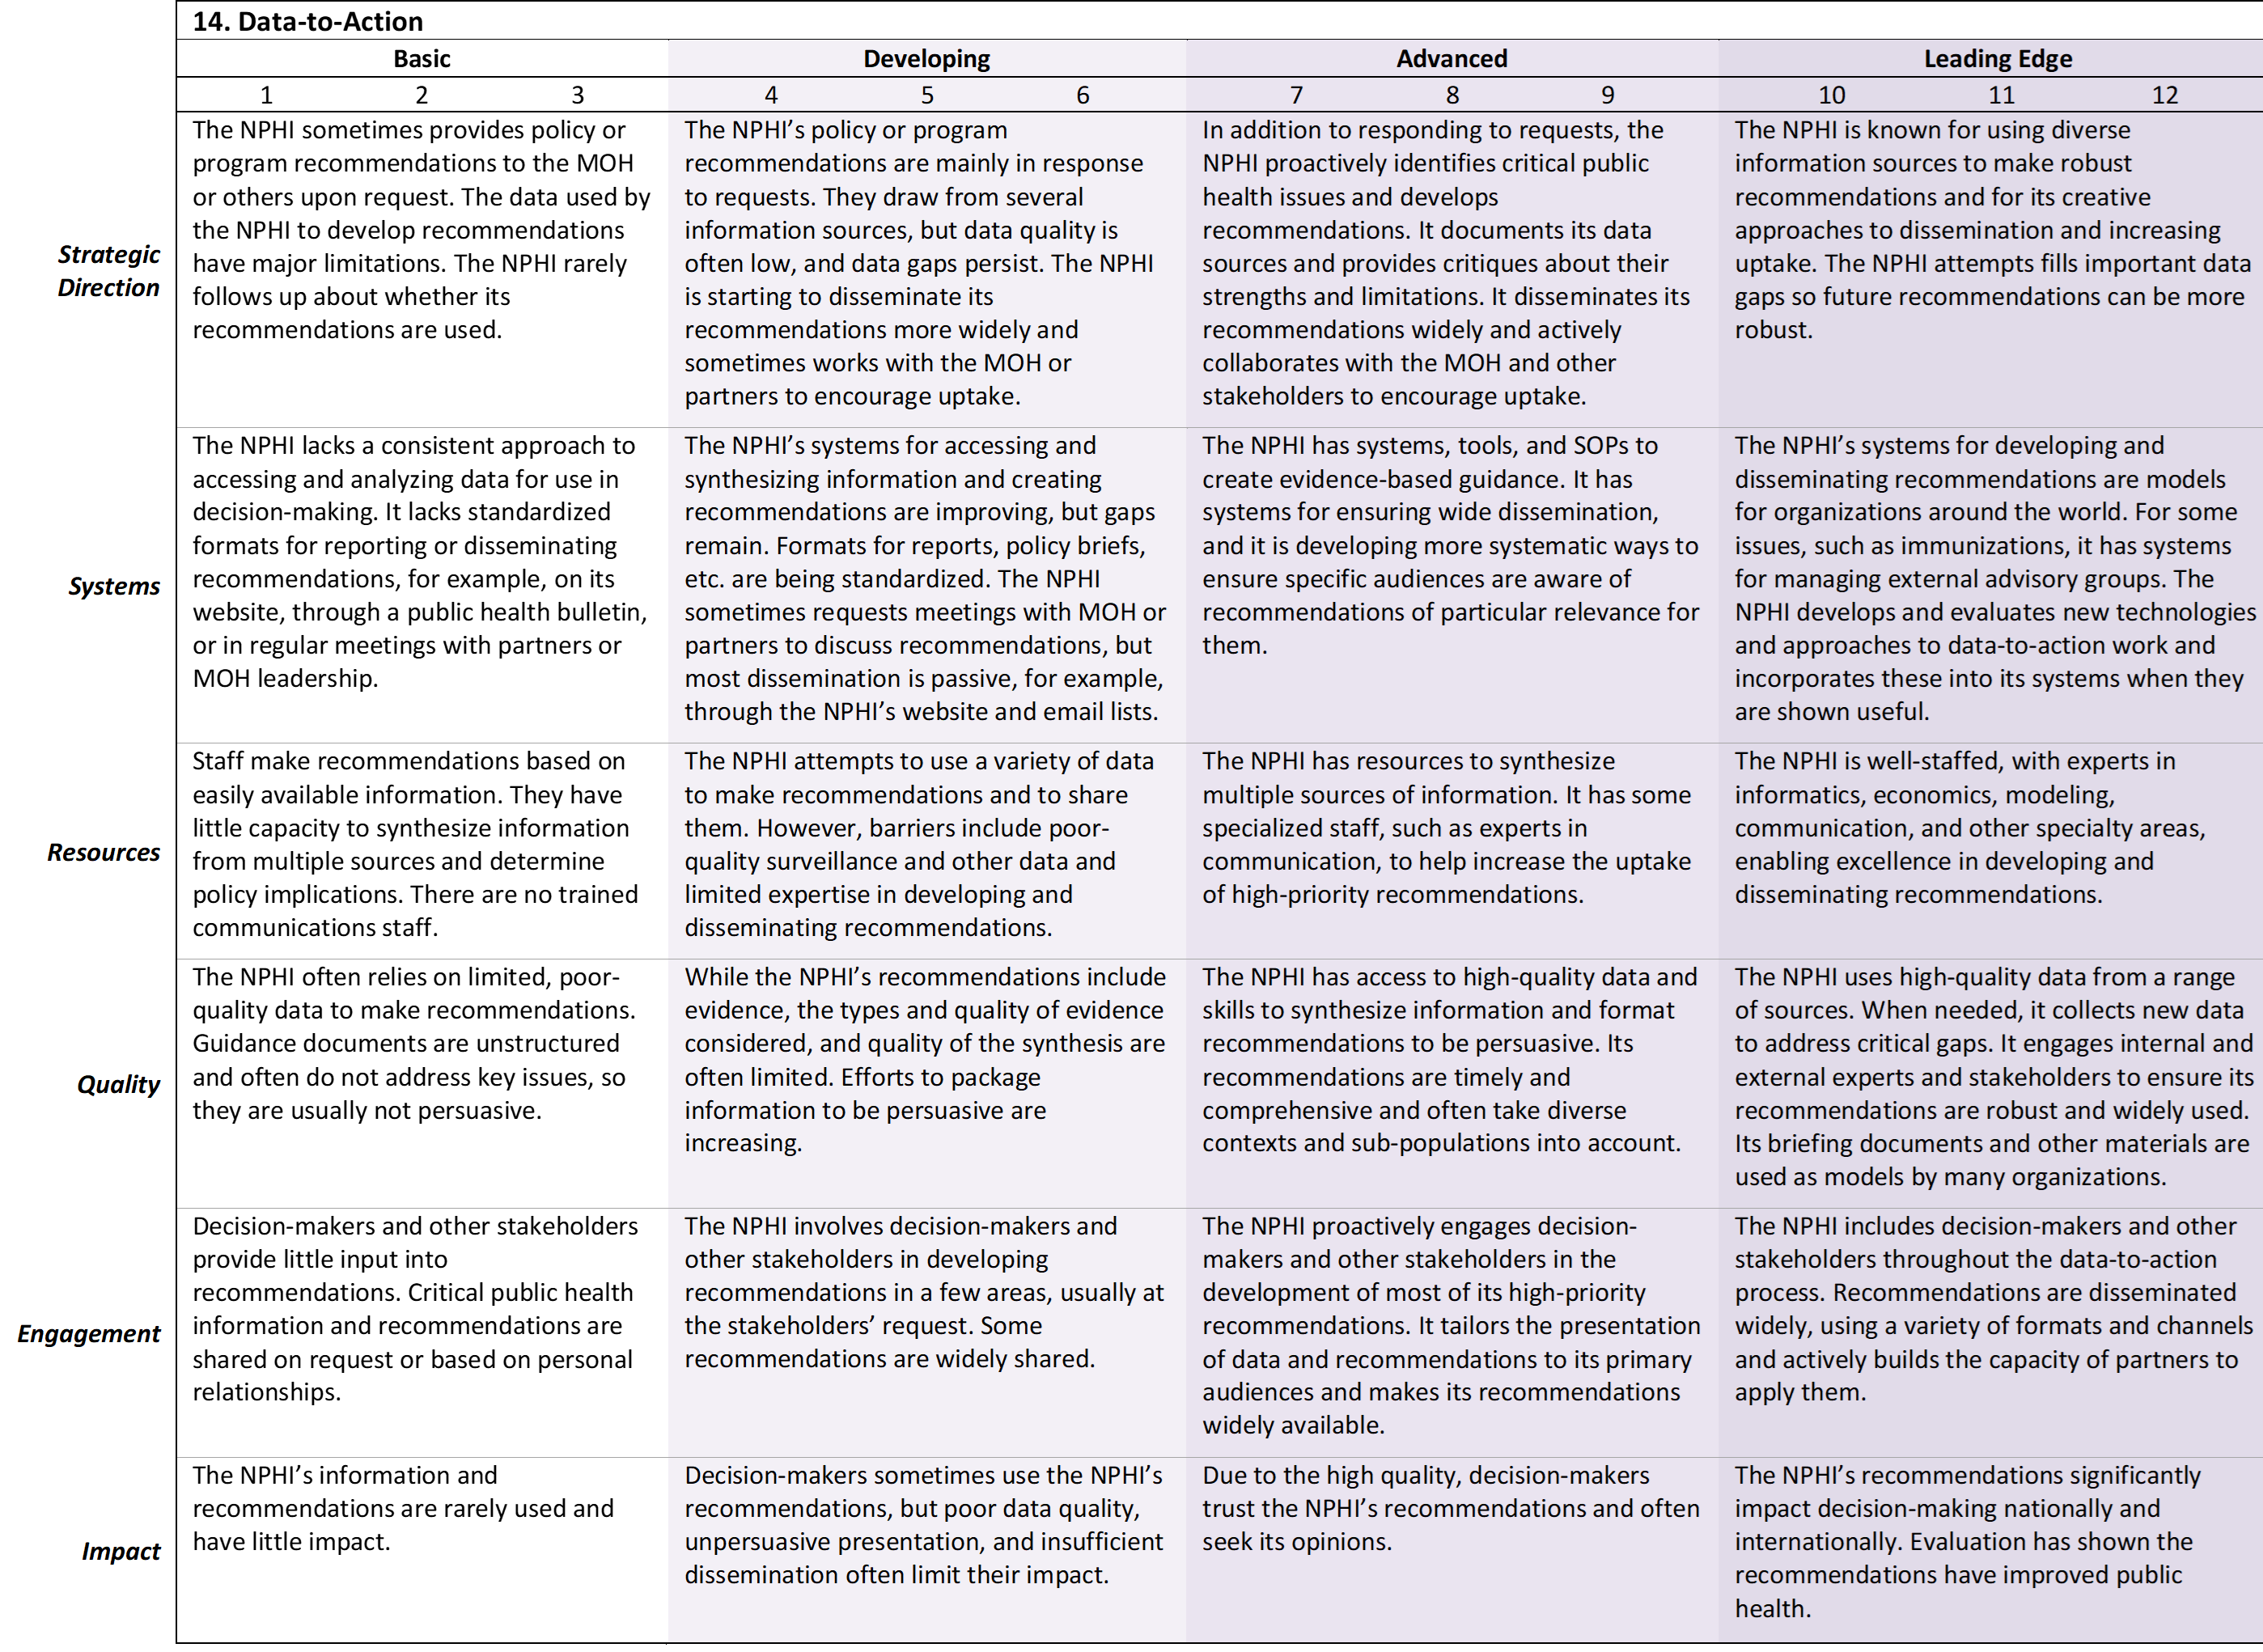 14. Data-to-Action
Basic Developing Advanced Leading Edge
1 2 3 4 5 6 7 8 9 10 11 12
Strategic
Direction
The NPHI sometimes provides policy or
program recommendations to the MOH
or others upon request. The data used by
the NPHI to develop recommendations
have major limitations. The NPHI rarely
follows up about whether its
recommendations are used.
The NPHI’s policy or program
recommendations are mainly in response
to requests. They draw from several
information sources, but data quality is
often low, and data gaps persist. The NPHI
is starting to disseminate its
recommendations more widely and
sometimes works with the MOH or
partners to encourage uptake.
In addition to responding to requests, the
NPHI proactively identifies critical public
health issues and develops
recommendations. It documents its data
sources and provides critiques about their
strengths and limitations. It disseminates its
recommendations widely and actively
collaborates with the MOH and other
stakeholders to encourage uptake.
The NPHI is known for using diverse
information sources to make robust
recommendations and for its creative
approaches to dissemination and increasing
uptake. The NPHI attempts fills important data
gaps so future recommendations can be more
robust.
Systems
The NPHI lacks a consistent approach to
accessing and analyzing data for use in
decision-making. It lacks standardized
formats for reporting or disseminating
recommendations, for example, on its
website, through a public health bulletin,
or in regular meetings with partners or
MOH leadership.
The NPHI’s systems for accessing and
synthesizing information and creating
recommendations are improving, but gaps
remain. Formats for reports, policy briefs,
etc. are being standardized. The NPHI
sometimes requests meetings with MOH or
partners to discuss recommendations, but
most dissemination is passive, for example,
through the NPHI’s website and email lists.
The NPHI has systems, tools, and SOPs to
create evidence-based guidance. It has
systems for ensuring wide dissemination,
and it is developing more systematic ways to
ensure specific audiences are aware of
recommendations of particular relevance for
them.
The NPHI’s systems for developing and
disseminating recommendations are models
for organizations around the world. For some
issues, such as immunizations, it has systems
for managing external advisory groups. The
NPHI develops and evaluates new technologies
and approaches to data-to-action work and
incorporates these into its systems when they
are shown useful.
Resources
Staff make recommendations based on
easily available information. They have
little capacity to synthesize information
from multiple sources and determine
policy implications. There are no trained
communications staff.
The NPHI attempts to use a variety of data
to make recommendations and to share
them. However, barriers include poor-
quality surveillance and other data and
limited expertise in developing and
disseminating recommendations.
The NPHI has resources to synthesize
multiple sources of information. It has some
specialized staff, such as experts in
communication, to help increase the uptake
of high-priority recommendations.
The NPHI is well-staffed, with experts in
informatics, economics, modeling,
communication, and other specialty areas,
enabling excellence in developing and
disseminating recommendations.
Quality
The NPHI often relies on limited, poor-
quality data to make recommendations.
Guidance documents are unstructured
and often do not address key issues, so
they are usually not persuasive.
While the NPHI’s recommendations include
evidence, the types and quality of evidence
considered, and quality of the synthesis are
often limited. Efforts to package
information to be persuasive are
increasing.
The NPHI has access to high-quality data and
skills to synthesize information and format
recommendations to be persuasive. Its
recommendations are timely and
comprehensive and often take diverse
contexts and sub-populations into account.
The NPHI uses high-quality data from a range
of sources. When needed, it collects new data
to address critical gaps. It engages internal and
external experts and stakeholders to ensure its
recommendations are robust and widely used.
Its briefing documents and other materials are
used as models by many organizations.
Engagement
Decision-makers and other stakeholders
provide little input into
recommendations. Critical public health
information and recommendations are
shared on request or based on personal
relationships.
The NPHI involves decision-makers and
other stakeholders in developing
recommendations in a few areas, usually at
the stakeholders’ request. Some
recommendations are widely shared.
The NPHI proactively engages decision-
makers and other stakeholders in the
development of most of its high-priority
recommendations. It tailors the presentation
of data and recommendations to its primary
audiences and makes its recommendations
widely available.
The NPHI includes decision-makers and other
stakeholders throughout the data-to-action
process. Recommendations are disseminated
widely, using a variety of formats and channels
and actively builds the capacity of partners to
apply them.
Impact
The NPHI’s information and
recommendations are rarely used and
have little impact.
Decision-makers sometimes use the NPHI’s
recommendations, but poor data quality,
unpersuasive presentation, and insufficient
dissemination often limit their impact.
Due to the high quality, decision-makers
trust the NPHI’s recommendations and often
seek its opinions.
The NPHI’s recommendations significantly
impact decision-making nationally and
internationally. Evaluation has shown the
recommendations have improved public
health.